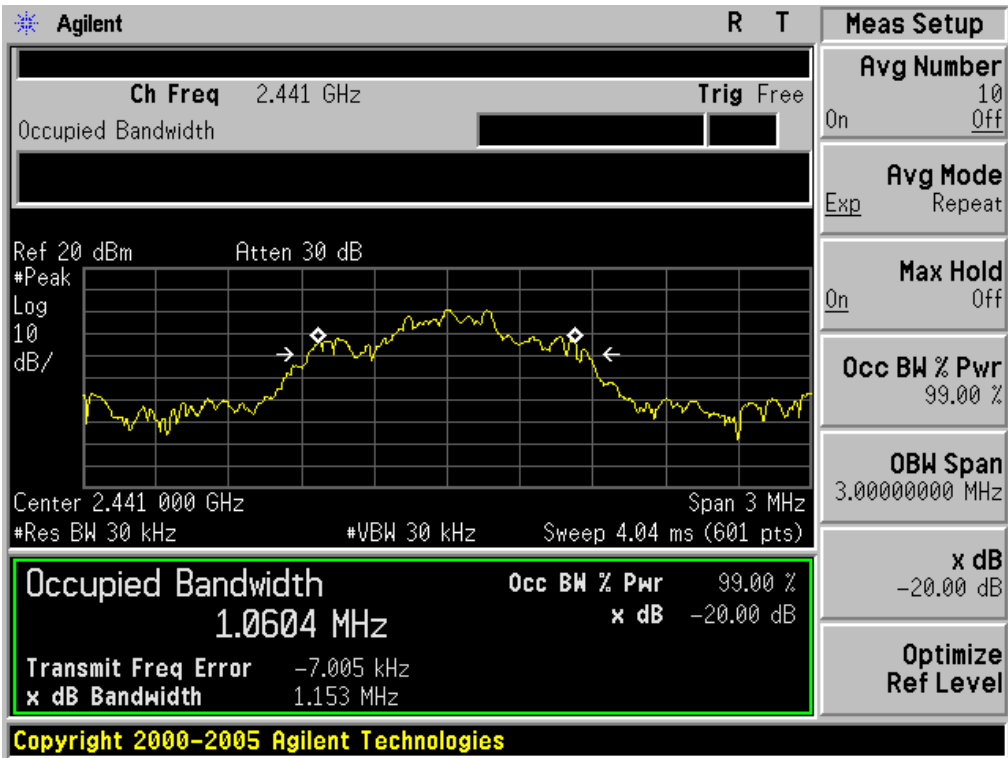 Agilent R T
Ch Freq 2.441 GHz Trig Free
Occupied Bandwidth
Ref 20 dBm Atten 30 dB
#Peak
Log
10
dB/
Center 2.441 000 GHz Span 3 MHz
#Res BW 30 kHz #VBW 30 kHz Sweep 4.04 ms (601 pts)
Occupied Bandwidth Occ BW % Pwr 99.00 %
1.0604 MHz x dB -20.00 dB
Transmit Freq Error -7.005 kHz
x dB Bandwidth 1.153 MHz
Copyright 2000-2005 Agilent Technologies
Meas Setup
Avg Number
10
On Off
Avg Mode
Exp Repeat
Max Hold
On Off
Occ BW % Pwr
99.00 %
OBW Span
3.00000000 MHz
x dB
-20.00 dB
Optimize
Ref Level